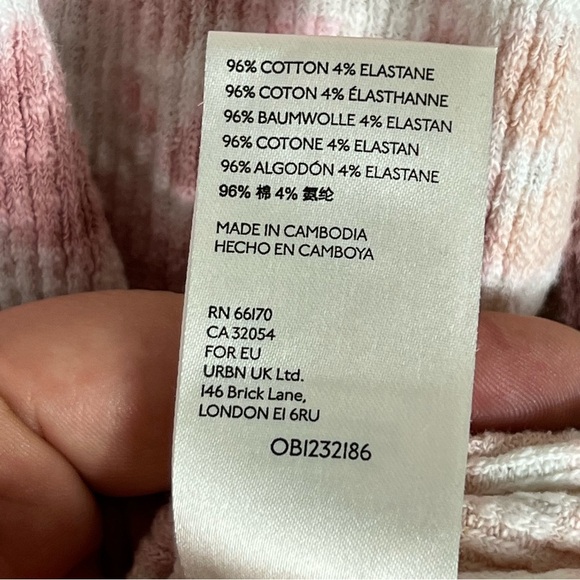 96% COTTON 4% ELASTANE
96% COTON 4% ÉLASTHANNE
96% BAUMWOLLE 4% ELASTAN
96% COTONE 4% ELASTAN
96% ALGODÓN 4% ELASTANE
96% 棉 4% 氨纶
MADE IN CAMBODIA
HECHO EN CAMBOYA
RN 66170
CA 32054
FOR EU
URBN UK Ltd.
146 Brick Lane,
LONDON E1 6RU
OB1232186